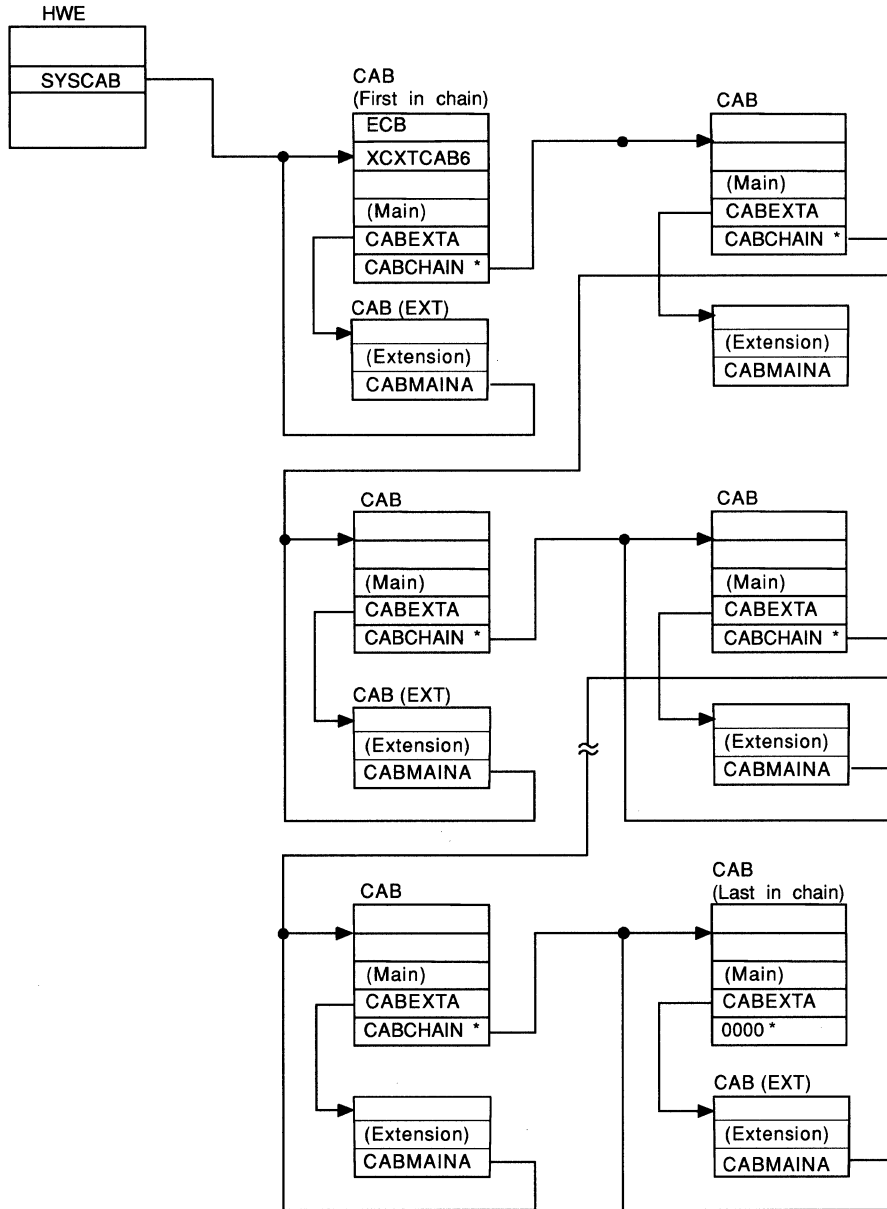 HWE
SYSCAB
CAB
(First in chain)
ECB
XCXTCAB6
(Main)
CABEXTA
CABCHAIN *
CAB (EXT)
(Extension)
CABMAINA
CAB
(Main)
CABEXTA
CABCHAIN *
(Extension)
CABMAINA
CAB
(Main)
CABEXTA
CABCHAIN *
CAB (EXT)
(Extension)
CABMAINA
CAB
(Main)
CABEXTA
CABCHAIN *
(Extension)
CABMAINA
CAB
(Main)
CABEXTA
CABCHAIN *
(Extension)
CABMAINA
CAB
(Last in chain)
(Main)
CABEXTA
0000 *
CAB (EXT)
(Extension)
CABMAINA